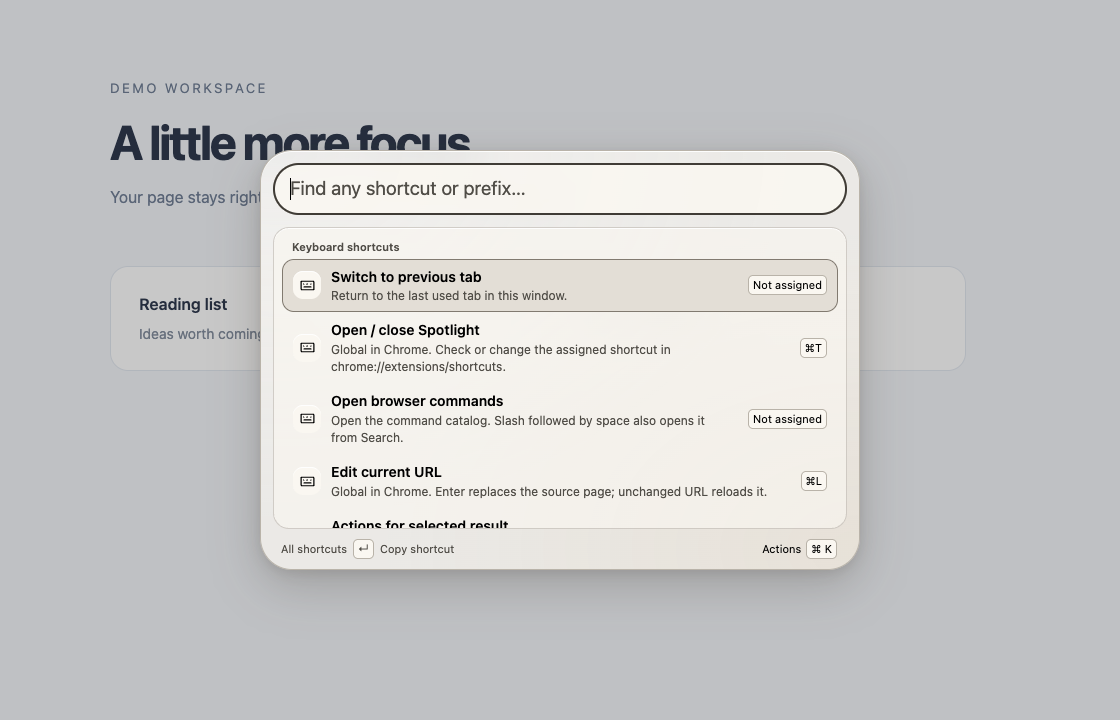 DEMO WORKSPACE
A little more focus
Your page stays right
Find any shortcut or prefix...
Keyboard shortcuts
Reading list
Ideas worth coming
Switch to previous tab
Return to the last used tab in this window.
Not assigned
Open / close Spotlight
Global in Chrome. Check or change the assigned shortcut in
chrome://extensions/shortcuts.
⌘T
Open browser commands
Open the command catalog. Slash followed by space also opens it
from Search.
Not assigned
Edit current URL
Global in Chrome. Enter replaces the source page; unchanged URL reloads it.
⌘L
Actions for selected result
All shortcuts ↵ Copy shortcut
Actions ⌘ K